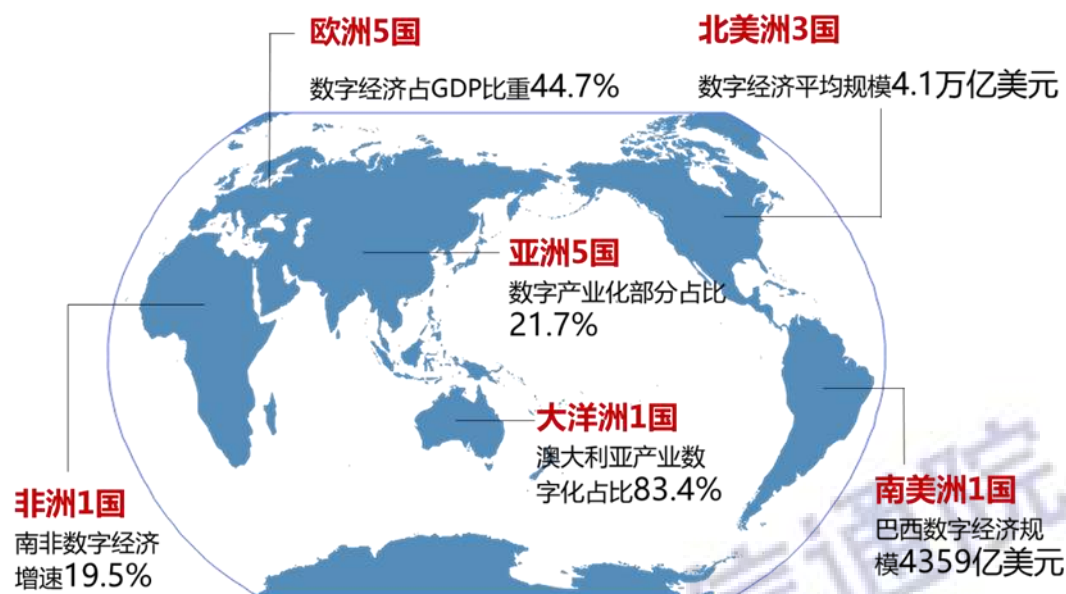 欧洲5国
数字经济占GDP比重44.7%
北美洲3国
数字经济平均规模4.1万亿美元
亚洲5国
数字产业化部分占比
21.7%
大洋洲1国
澳大利亚产业数
字化占比83.4%
非洲1国
南非数字经济
增速19.5%
南美洲1国
巴西数字经济规
模4359亿美元
信通院